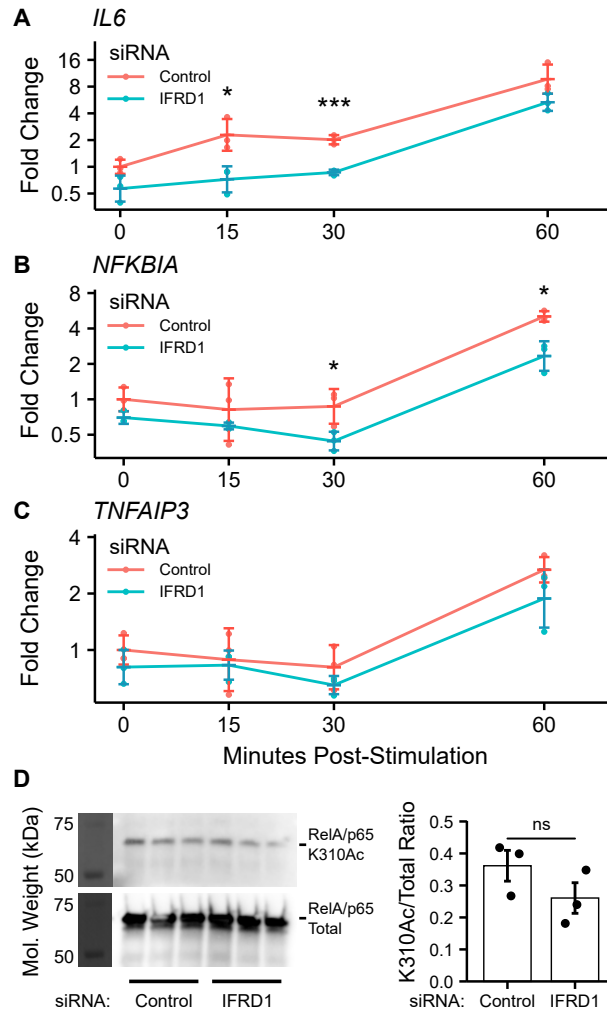 A IL6
Fold Change
16
8
4
2
1
0.5
siRNA
Control
IFRD1
*
***
0 15 30 60
B NFKBIA
Fold Change
8
4
2
1
0.5
siRNA
Control
IFRD1
*
*
0 15 30 60
C TNFAIP3
Fold Change
4
2
1
siRNA
Control
IFRD1
0 15 30 60
Minutes Post-Stimulation
D
Mol. Weight (kDa)
75
50
75
50
RelA/p65
K310Ac
RelA/p65
Total
siRNA: Control IFRD1
K310Ac/Total Ratio
0.5
0.4
0.3
0.2
0.1
0.0
ns
siRNA: Control IFRD1